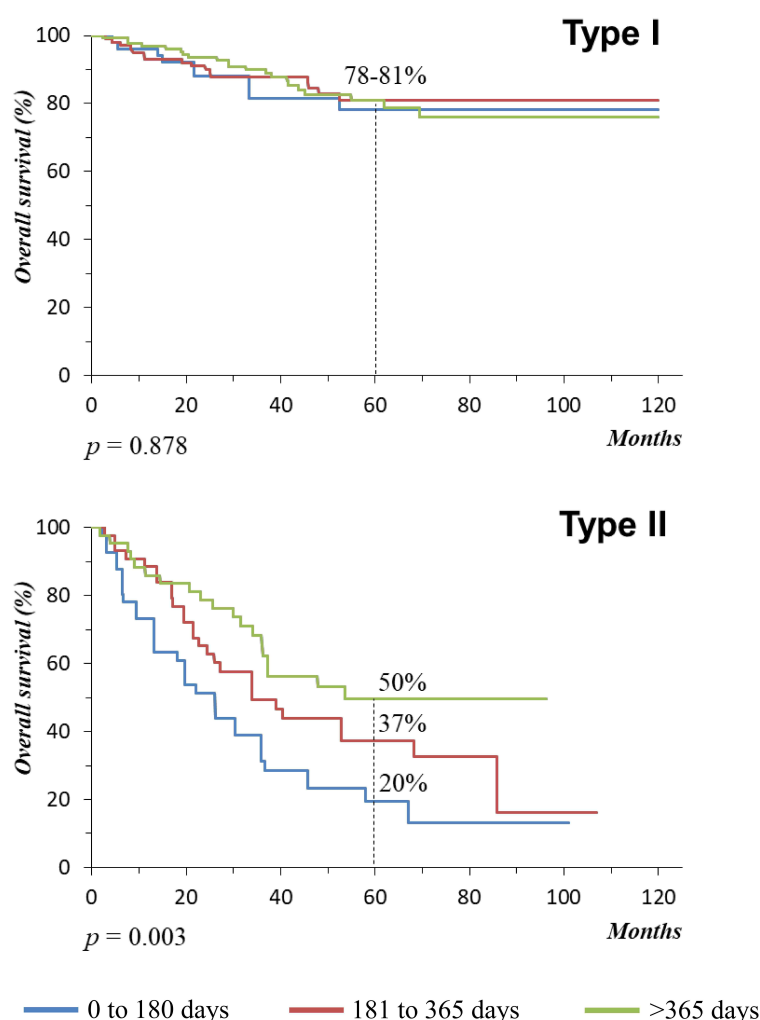 Type I
100
80
60
40
20
0
Overall survival (%)
78-81%
0 20 40 60 80 100 120
Months
p = 0.878
Type II
100
80
60
40
20
0
Overall survival (%)
50%
37%
20%
0 20 40 60 80 100 120
Months
p = 0.003
0 to 180 days 181 to 365 days >365 days